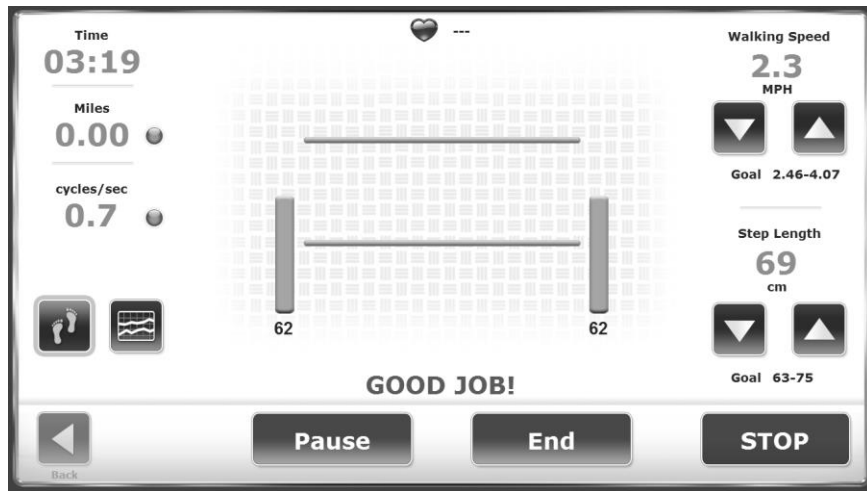 ---
Time
03:19
Miles
0.00
cycles/sec
0.7
62
62
GOOD JOB!
Walking Speed
2.3
MPH
Goal 2.46-4.07
Step Length
69
cm
Goal 63-75
Back
Pause
End
STOP